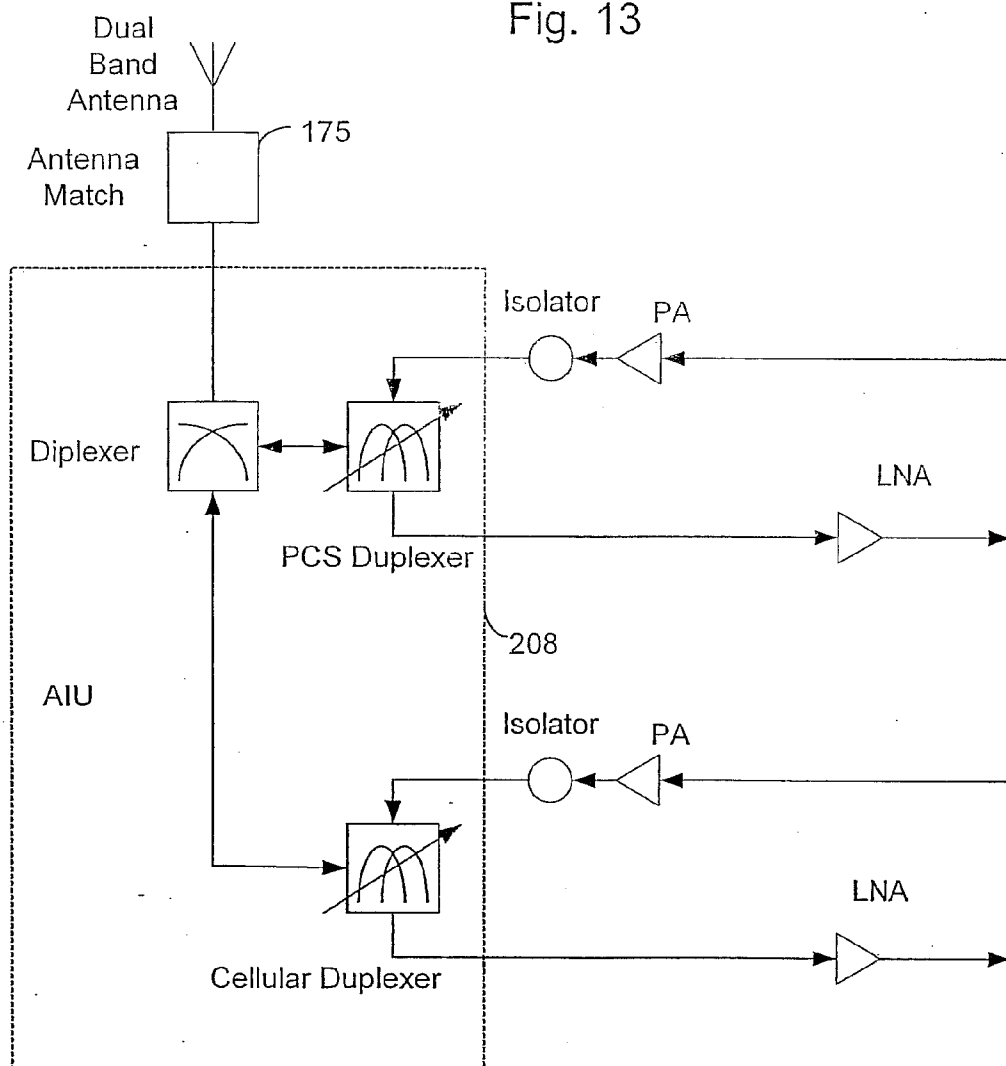 Fig. 13
Dual
Band
Antenna
175
Antenna
Match
Isolator
PA
Diplexer
LNA
PCS Duplexer
208
AIU
Isolator
PA
LNA
Cellular Duplexer